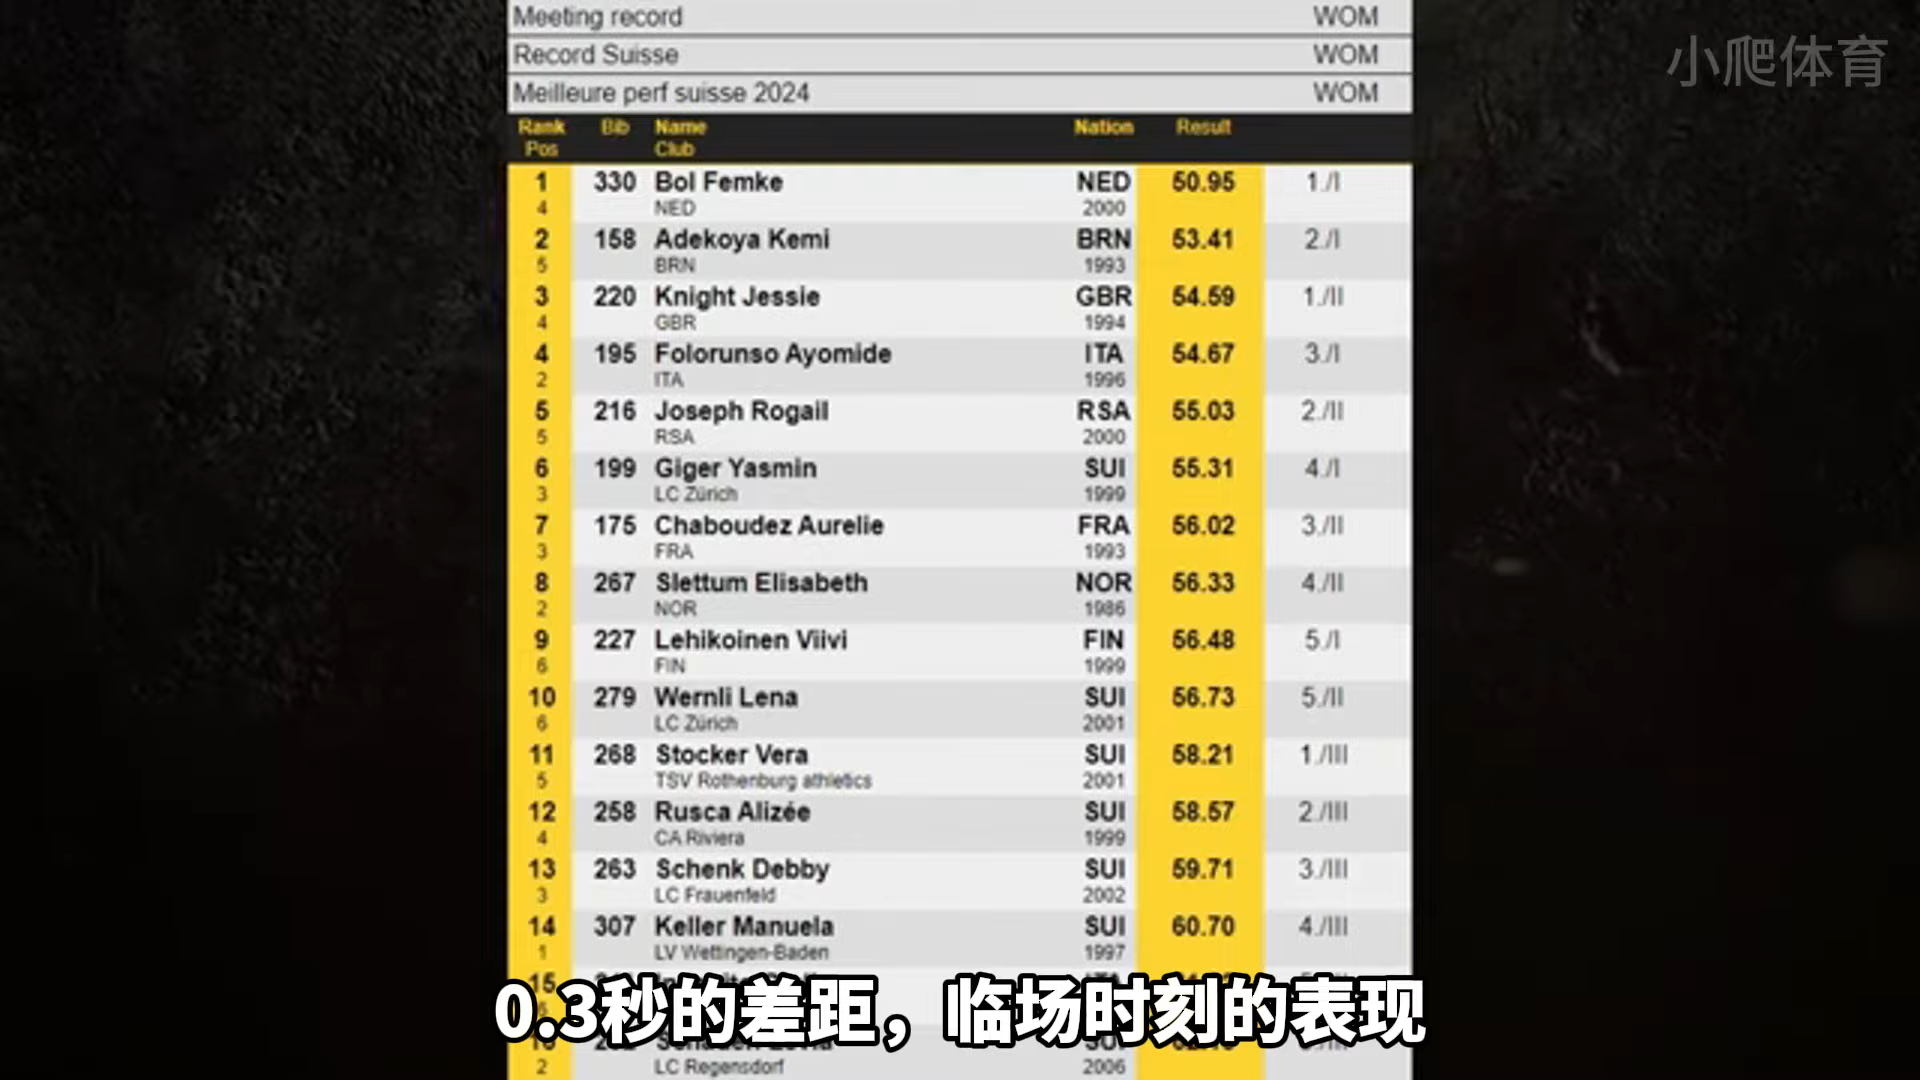 小爬体育
Meeting record WOM
Record Suisse WOM
Meilleure perf suisse 2024 WOM
Rank Bib Name Nation Result
Pos Club
1 330 Bol Femke NED 50.95 1./I
4 NED 2000
2 158 Adekoya Kemi BRN 53.41 2./I
5 BRN 1993
3 220 Knight Jessie GBR 54.59 1./II
4 GBR 1994
4 195 Folorunso Ayomide ITA 54.67 3./I
2 ITA 1996
5 216 Joseph Rogail RSA 55.03 2./II
5 RSA 2000
6 199 Giger Yasmin SUI 55.31 4./I
3 LC Zürich 1999
7 175 Chaboudez Aurelie FRA 56.02 3./II
3 FRA 1993
8 267 Slettum Elisabeth NOR 56.33 4./II
2 NOR 1986
9 227 Lehikoinen Viivi FIN 56.48 5./I
6 FIN 1999
10 279 Wernli Lena SUI 56.73 5./II
6 LC Zürich 2001
11 268 Stocker Vera SUI 58.21 1./III
5 TSV Rothenburg athletics 2001
12 258 Rusca Alizée SUI 58.57 2./III
4 CA Riviera 1999
13 263 Schenk Debby SUI 59.71 3./III
3 LC Frauenfeld 2002
14 307 Keller Manuela SUI 60.70 4./III
1 LV Wettingen-Baden 1997
15
0.3秒的差距，临场时刻的表现
2 LC Regensdorf 2006